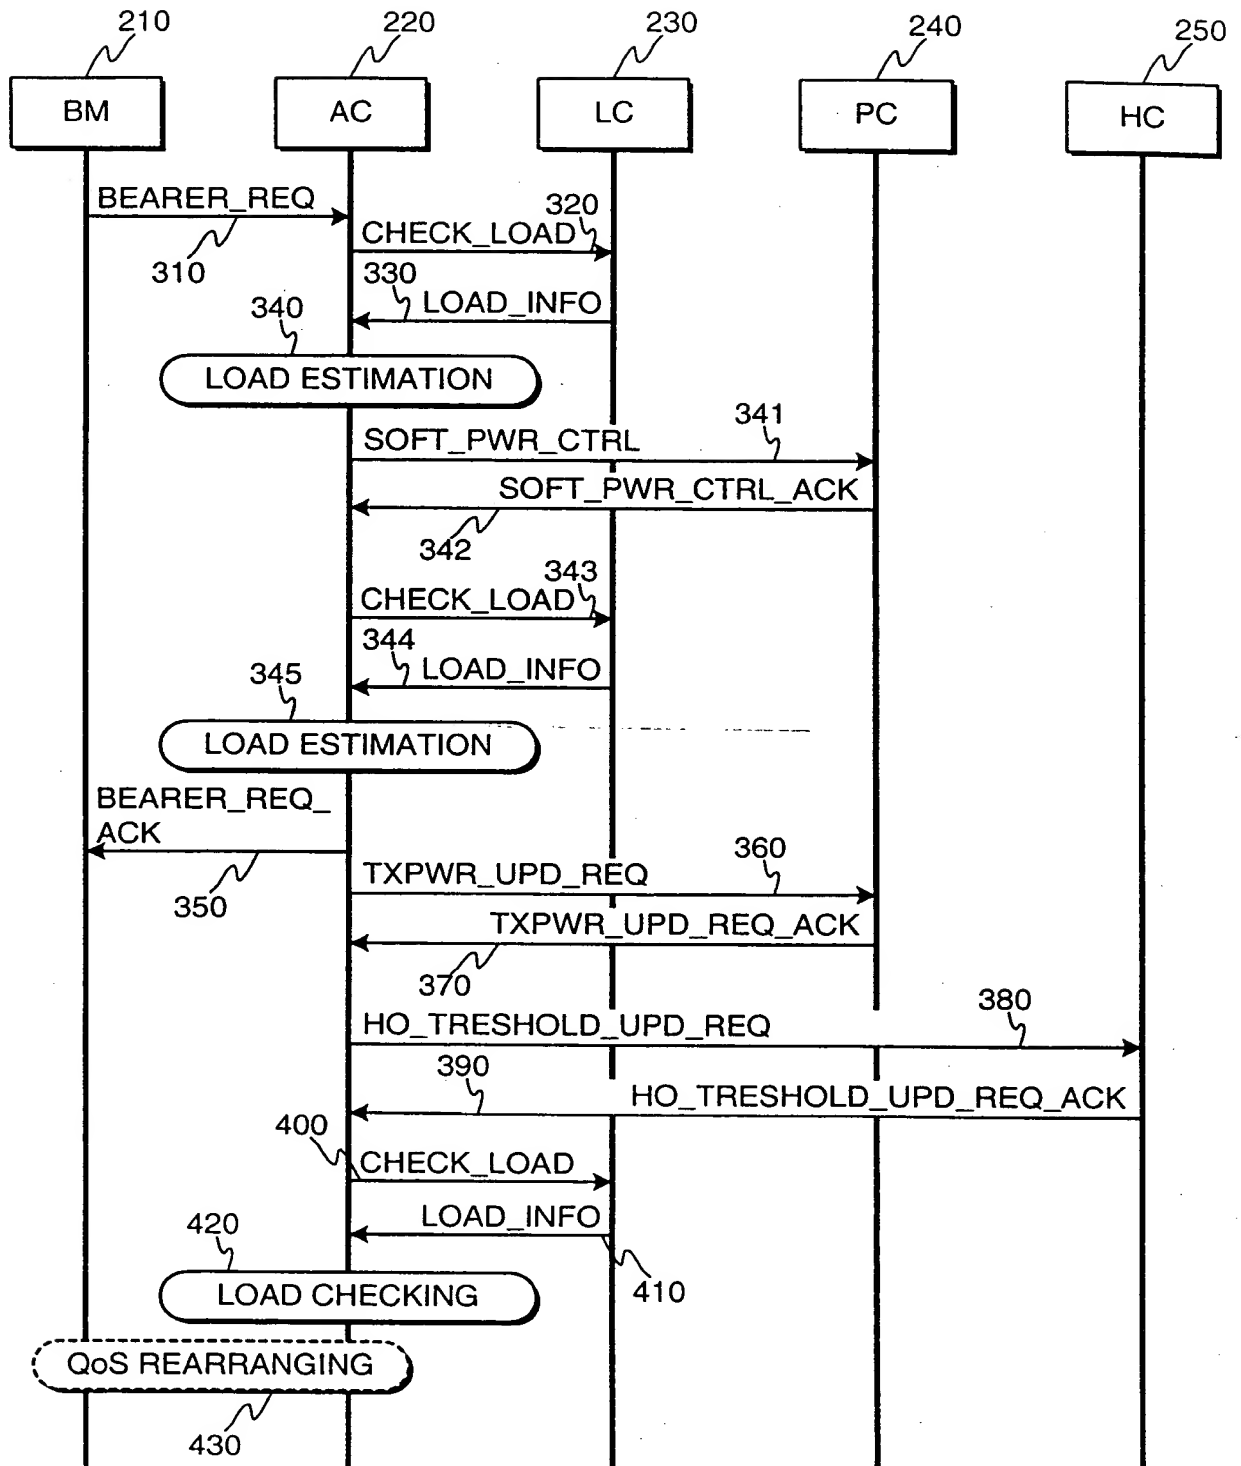 210
220
230
240
250
BM
AC
LC
PC
HC
BEARER_REQ
310
320
CHECK_LOAD
330
LOAD_INFO
340
LOAD ESTIMATION
341
SOFT_PWR_CTRL
SOFT_PWR_CTRL_ACK
342
343
CHECK_LOAD
344
LOAD_INFO
345
LOAD ESTIMATION
BEARER_REQ_
ACK
350
360
TXPWR_UPD_REQ
TXPWR_UPD_REQ_ACK
370
380
HO_TRESHOLD_UPD_REQ
390
HO_TRESHOLD_UPD_REQ_ACK
400
CHECK_LOAD
LOAD_INFO
410
420
LOAD CHECKING
QoS REARRANGING
430